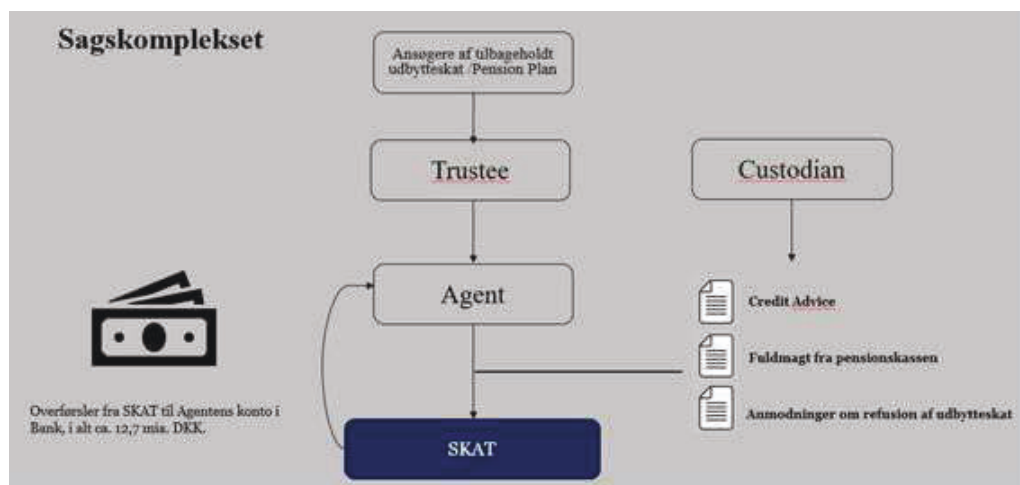 Sagskomplekset
Ansøgere af tilbageholdt
udbytteskat /Pension Plan
Trustee
Custodian
Agent
Credit Advice
Fuldmagt fra pensionskassen
Anmodninger om refusion af udbytteskat
Overførsler fra SKAT til Agentens konto i
Bank, i alt ca. 12,7 mia. DKK.
SKAT